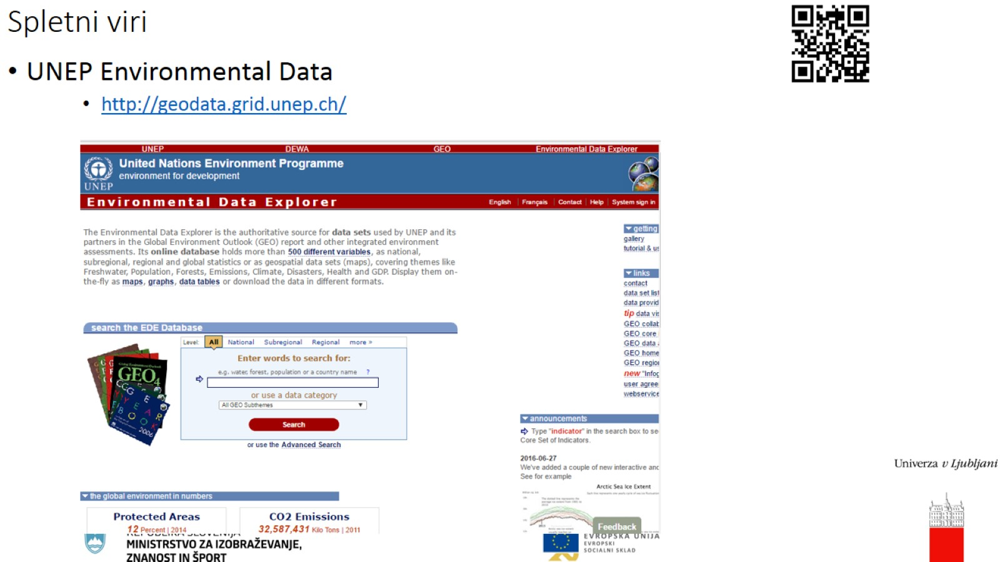 Spletni viri
• UNEP Environmental Data
• http://geodata.grid.unep.ch/
UNEP DEWA GEO Environmental Data Explorer
United Nations Environment Programme
environment for development
UNEP
Environmental Data Explorer
English Français Contact Help System sign in
The Environmental Data Explorer is the authoritative source for data sets used by UNEP and its
partners in the Global Environment Outlook (GEO) report and other integrated environment
assessments. Its online database holds more than 500 different variables, as national,
subregional, regional and global statistics or as geospatial data sets (maps), covering themes like
Freshwater, Population, Forests, Emissions, Climate, Disasters, Health and GDP. Display them on-
the-fly as maps, graphs, data tables or download the data in different formats.
getting
gallery
tutorial & us
links
contact
data set list
data provid
tip data vis
GEO collab
GEO core
GEO data
GEO home
GEO region
new "Infog
user agree
webservice
search the EDE Database
Level: All National Subregional Regional more »
Enter words to search for:
e.g. water, forest, population or a country name ?
or use a data category
All GEO Subthemes
Search
or use the Advanced Search
GEO4
YEAR
BOOK
2006
announcements
Type "indicator" in the search box to se
Core Set of Indicators.
2016-06-27
We've added a couple of new interactive and
See for example
Arctic Sea Ice Extent
Feedback
the global environment in numbers
Protected Areas
12 Percent | 2014
CO2 Emissions
32,587,431 Kilo Tons | 2011
REPUBLIKA SLOVENIJA
MINISTRSTVO ZA IZOBRAŽEVANJE,
ZNANOST IN ŠPORT
EVROPSKA UNIJA
EVROPSKI
SOCIALNI SKLAD
Univerza v Ljubljani